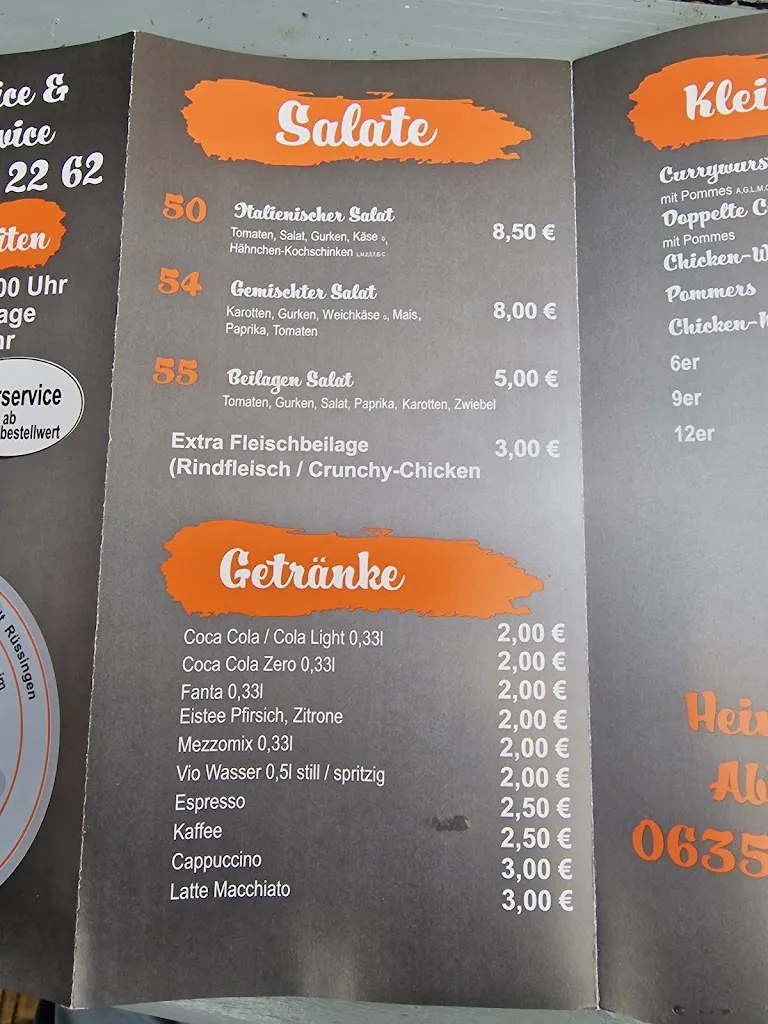 ice &
vice
22 62
iten
00 Uhr
age
hr
rservice
ab
bestellwert
Rüssingen
im
Salate
50 Italienischer Salat 8,50 €
Tomaten, Salat, Gurken, Käse
Hähnchen-Kochschinken
54 Gemischter Salat 8,00 €
Karotten, Gurken, Weichkäse G, Mais,
Paprika, Tomaten
55 Beilagen Salat 5,00 €
Tomaten, Gurken, Salat, Paprika, Karotten, Zwiebel
Extra Fleischbeilage 3,00 €
(Rindfleisch / Crunchy-Chicken
Getränke
Coca Cola / Cola Light 0,33l 2,00 €
Coca Cola Zero 0,33l 2,00 €
Fanta 0,33l 2,00 €
Eistee Pfirsich, Zitrone 2,00 €
Mezzomix 0,33l 2,00 €
Vio Wasser 0,5l still / spritzig 2,00 €
Espresso 2,50 €
Kaffee 2,50 €
Cappuccino 3,00 €
Latte Macchiato 3,00 €
Klei
Currywurs
mit Pommes A,G,L,M,
Doppelte C
mit Pommes
Chicken-W
Pommers
Chicken-
6er
9er
12er
Hei
Ab
0635